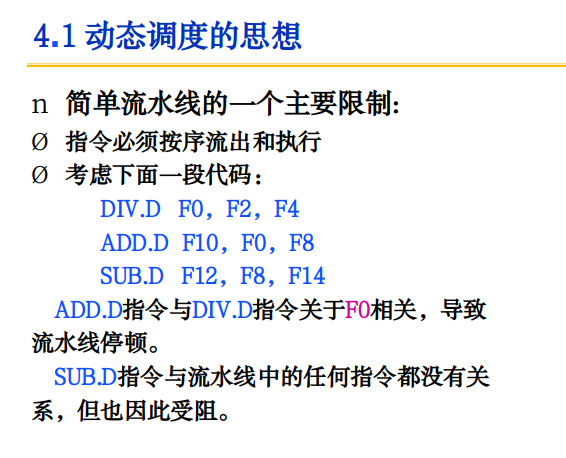 4.1 动态调度的思想
n 简单流水线的一个主要限制:
Ø 指令必须按序流出和执行
Ø 考虑下面一段代码：
DIV.D F0，F2，F4
ADD.D F10，F0，F8
SUB.D F12，F8，F14
ADD.D指令与DIV.D指令关于F0相关，导致
流水线停顿。
SUB.D指令与流水线中的任何指令都没有关
系，但也因此受阻。